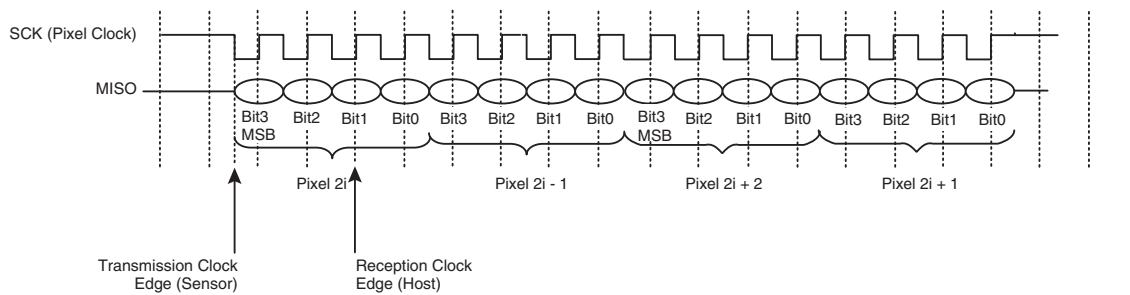 SCK (Pixel Clock)
MISO
Bit3 Bit2 Bit1 Bit0 Bit3 Bit2 Bit1 Bit0 Bit3 Bit2 Bit1 Bit0 Bit3 Bit2 Bit1 Bit0
MSB MSB
Pixel 2i Pixel 2i - 1 Pixel 2i + 2 Pixel 2i + 1
Transmission Clock
Edge (Sensor)
Reception Clock
Edge (Host)